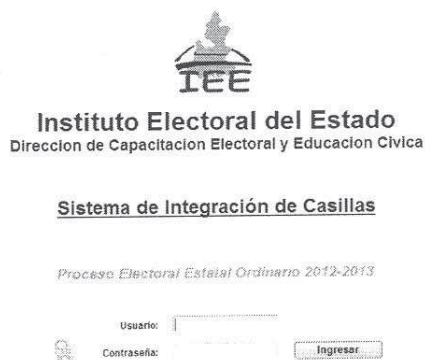 IEE
Instituto Electoral del Estado
Direccion de Capacitacion Electoral y Educacion Civica
Sistema de Integración de Casillas
Proceso Electoral Estatal Ordinario 2012-2013
Usuario:
Contraseña:
Ingresar